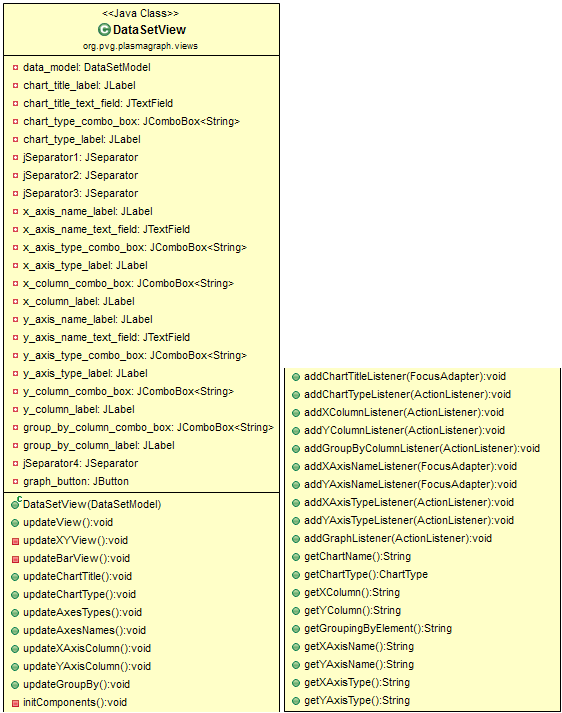 <<Java Class>>
DataSetView
org.pvg.plasmagraph.views
data_model: DataSetModel
chart_title_label: JLabel
chart_title_text_field: JTextField
chart_type_combo_box: JComboBox<String>
chart_type_label: JLabel
jSeparator1: JSeparator
jSeparator2: JSeparator
jSeparator3: JSeparator
x_axis_name_label: JLabel
x_axis_name_text_field: JTextField
x_axis_type_combo_box: JComboBox<String>
x_axis_type_label: JLabel
x_column_combo_box: JComboBox<String>
x_column_label: JLabel
y_axis_name_label: JLabel
y_axis_name_text_field: JTextField
y_axis_type_combo_box: JComboBox<String>
y_axis_type_label: JLabel
y_column_combo_box: JComboBox<String>
y_column_label: JLabel
group_by_column_combo_box: JComboBox<String>
group_by_column_label: JLabel
jSeparator4: JSeparator
graph_button: JButton
DataSetView(DataSetModel)
updateView():void
updateXYView():void
updateBarView():void
updateChartTitle():void
updateChartType():void
updateAxesTypes():void
updateAxesNames():void
updateXAxisColumn():void
updateYAxisColumn():void
updateGroupBy():void
initComponents():void
addChartTitleListener(FocusAdapter):void
addChartTypeListener(ActionListener):void
addXColumnListener(ActionListener):void
addYColumnListener(ActionListener):void
addGroupByColumnListener(ActionListener):void
addXAxisNameListener(FocusAdapter):void
addYAxisNameListener(FocusAdapter):void
addXAxisTypeListener(ActionListener):void
addYAxisTypeListener(ActionListener):void
addGraphListener(ActionListener):void
getChartName():String
getChartType():ChartType
getXColumn():String
getYColumn():String
getGroupingByElement():String
getXAxisName():String
getYAxisName():String
getXAxisType():String
getYAxisType():String